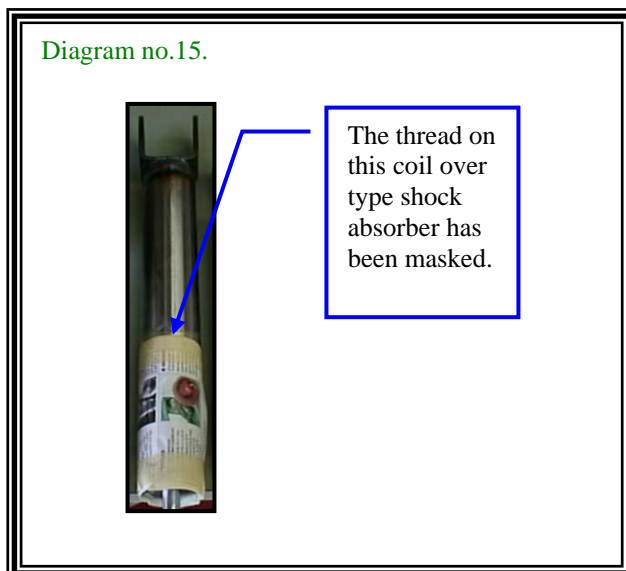 Diagram no.15.
The thread on
this coil over
type shock
absorber has
been masked.